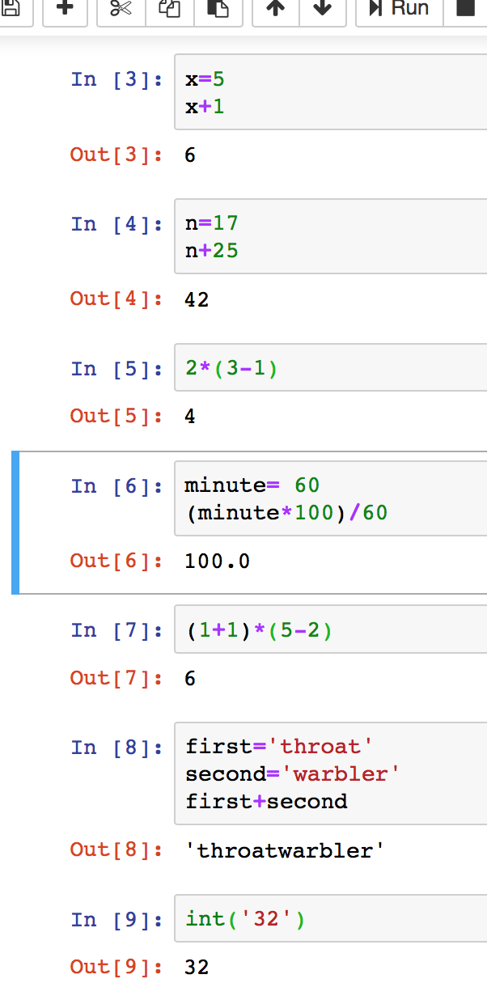 Run
In [3]:
x=5
x+1
Out[3]:
6
In [4]:
n=17
n+25
Out[4]:
42
In [5]:
2*(3-1)
Out[5]:
4
In [6]:
minute= 60
(minute*100)/60
Out[6]:
100.0
In [7]:
(1+1)*(5-2)
Out[7]:
6
In [8]:
first='throat'
second='warbler'
first+second
Out[8]:
'throatwarbler'
In [9]:
int('32')
Out[9]:
32